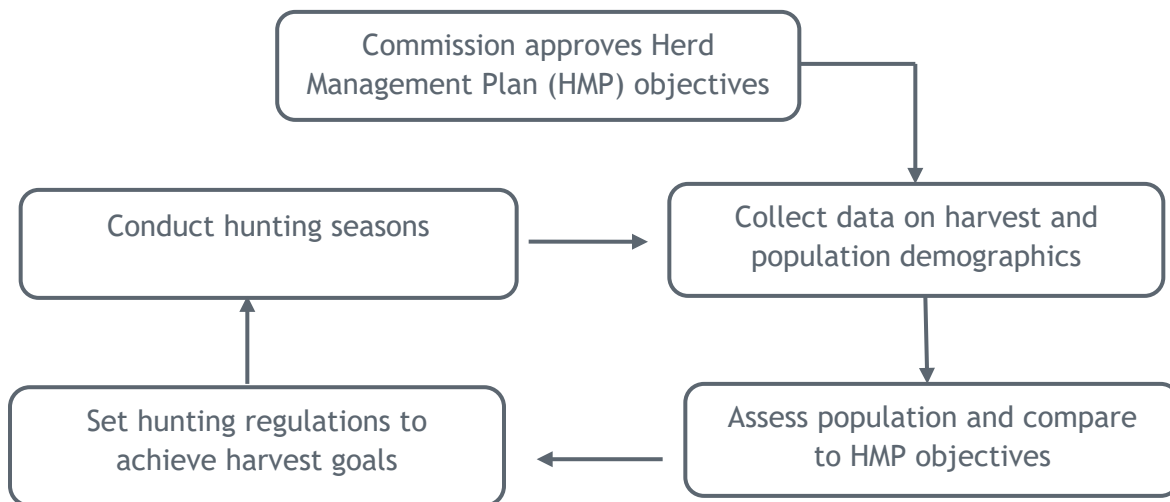 Commission approves Herd
Management Plan (HMP) objectives
Conduct hunting seasons
Collect data on harvest and
population demographics
Set hunting regulations to
achieve harvest goals
Assess population and compare
to HMP objectives